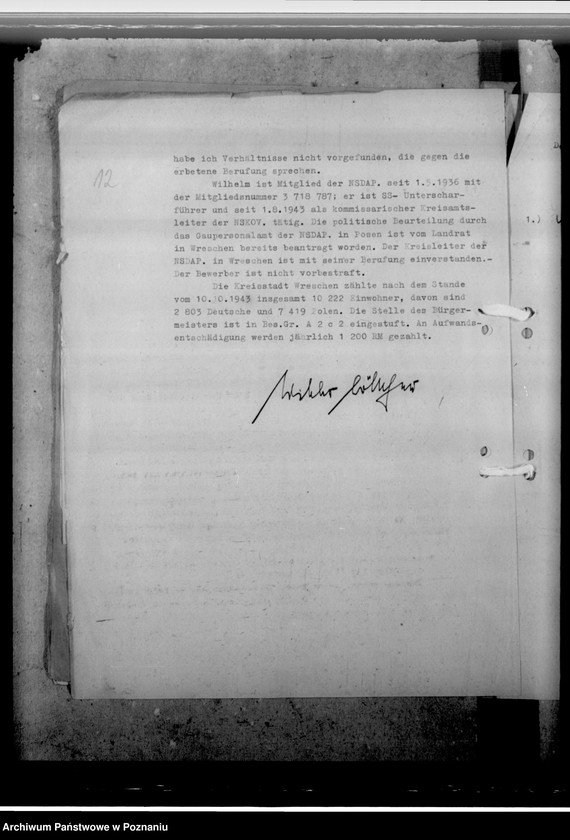 12
habe ich Verhältnisse nicht vorgefunden, die gegen die
erbetene Berufung sprechen.
Wilhelm ist Mitglied der NSDAP. seit 1.5.1936 mit
der Mitgliedsnummer 3 718 787; er ist SS- Unterschar-
führer und seit 1.8.1943 als kommissarischer Kreisamts-
leiter der NSKOV. tätig. Die politische Beurteilung durch
das Gaupersonalamt der NSDAP. in Posen ist vom Landrat
in Wreschen bereits beantragt worden. Der Kreisleiter der
NSDAP. in Wreschen ist mit seiner Berufung einverstanden.-
Der Bewerber ist nicht vorbestraft.
Die Kreisstadt Wreschen zählte nach dem Stande
vom 10.10.1943 insgesamt 10 222 Einwohner, davon sind
2 803 Deutsche und 7 419 Polen. Die Stelle des Bürger-
meisters ist in Bes.Gr. A 2 c 2 eingestuft. An Aufwands-
entschädigung werden jährlich 1 200 RM gezahlt.
1.)
Archiwum Państwowe w Poznaniu